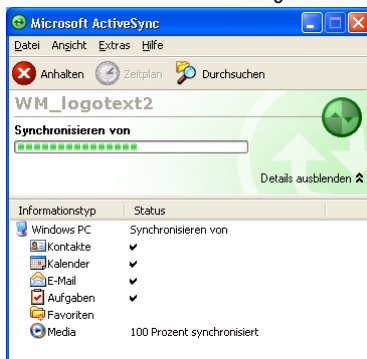 Microsoft ActiveSync
Datei Ansicht Extras Hilfe
Anhalten Zeitplan Durchsuchen
WM_logotext2
Synchronisieren von
Details ausblenden
Informationstyp Status
Windows PC Synchronisieren von
Kontakte
Kalender
E-Mail
Aufgaben
Favoriten
Media 100 Prozent synchronisiert